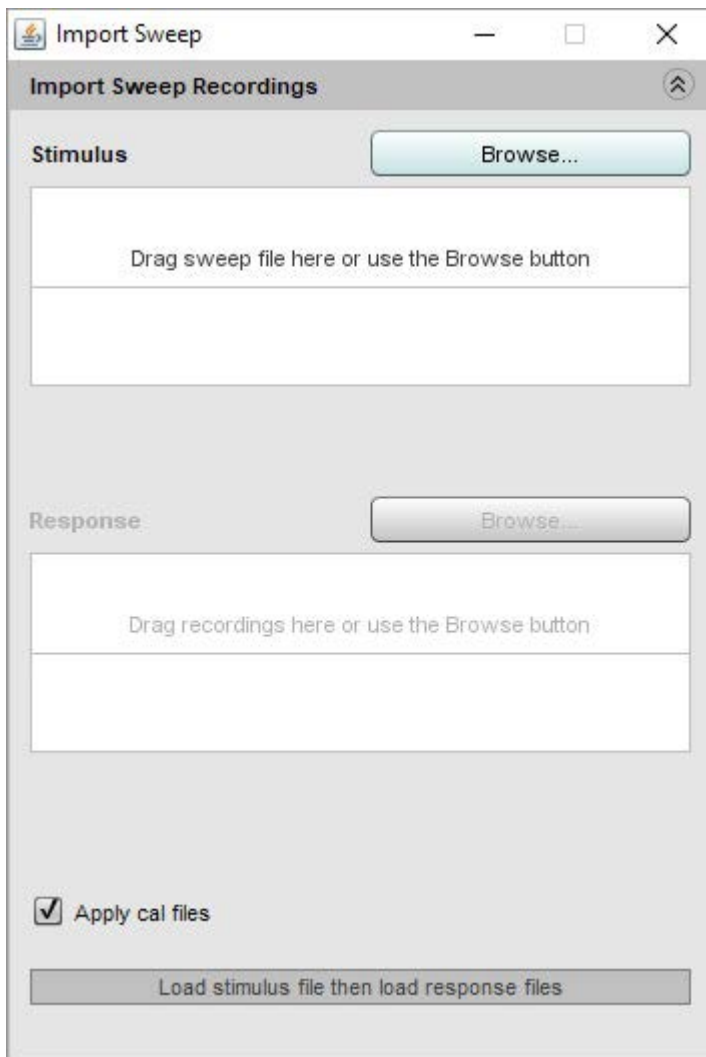 Import Sweep
Import Sweep Recordings
Stimulus
Browse...
Drag sweep file here or use the Browse button
Response
Browse...
Drag recordings here or use the Browse button
Apply cal files
Load stimulus file then load response files